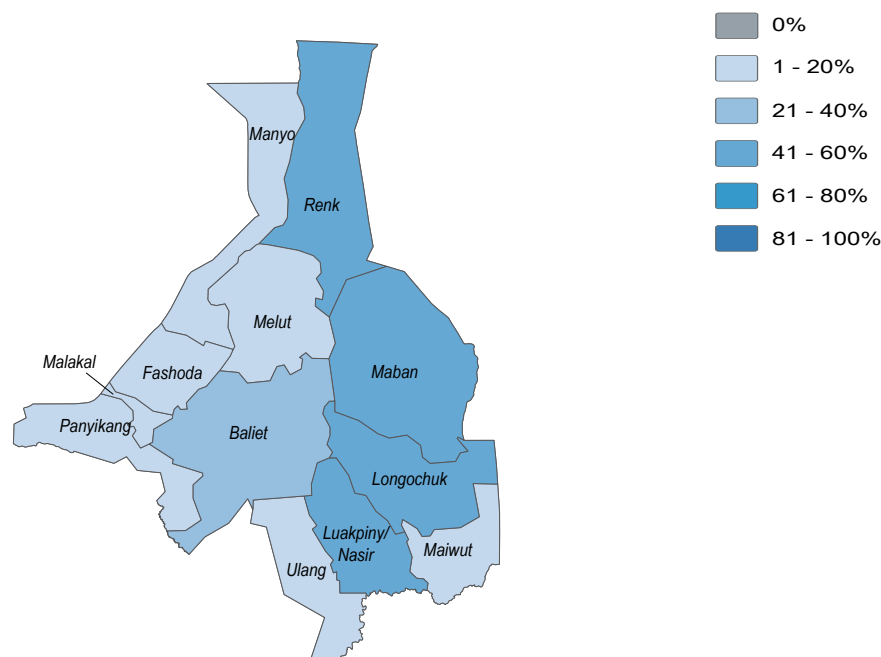 0%
1 - 20%
21 - 40%
41 - 60%
61 - 80%
81 - 100%
Manyo
Renk
Melut
Malakal
Fashoda
Maban
Panyikang
Baliet
Longochuk
Luakpiny/
Nasir
Maiwut
Ulang